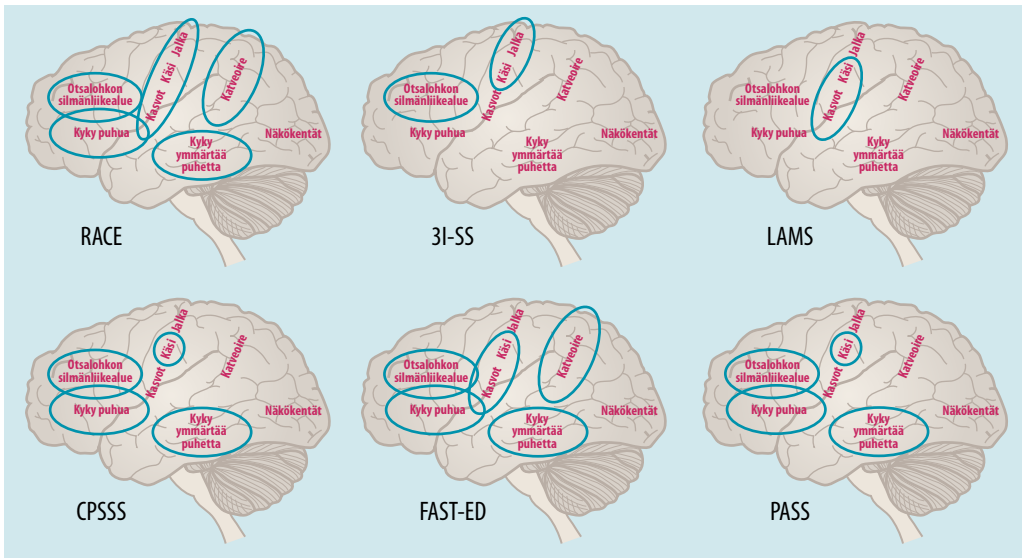 Otsalohkon
silmänliikealue
Kyky puhua
Kasvot Käsi Jalka
Katveoire
Näkökentät
Kyky
ymmärtää
puhetta
RACE
Otsalohkon
silmänliikealue
Kyky puhua
Kasvot Käsi Jalka
Katveoire
Näkökentät
Kyky
ymmärtää
puhetta
3I-SS
Otsalohkon
silmänliikealue
Kyky puhua
Kasvot Käsi Jalka
Katveoire
Näkökentät
Kyky
ymmärtää
puhetta
LAMS
Otsalohkon
silmänliikealue
Kyky puhua
Kasvot Käsi Jalka
Katveoire
Näkökentät
Kyky
ymmärtää
puhetta
CPSSS
Otsalohkon
silmänliikealue
Kyky puhua
Kasvot Käsi Jalka
Katveoire
Näkökentät
Kyky
ymmärtää
puhetta
FAST-ED
Otsalohkon
silmänliikealue
Kyky puhua
Kasvot Käsi Jalka
Katveoire
Näkökentät
Kyky
ymmärtää
puhetta
PASS